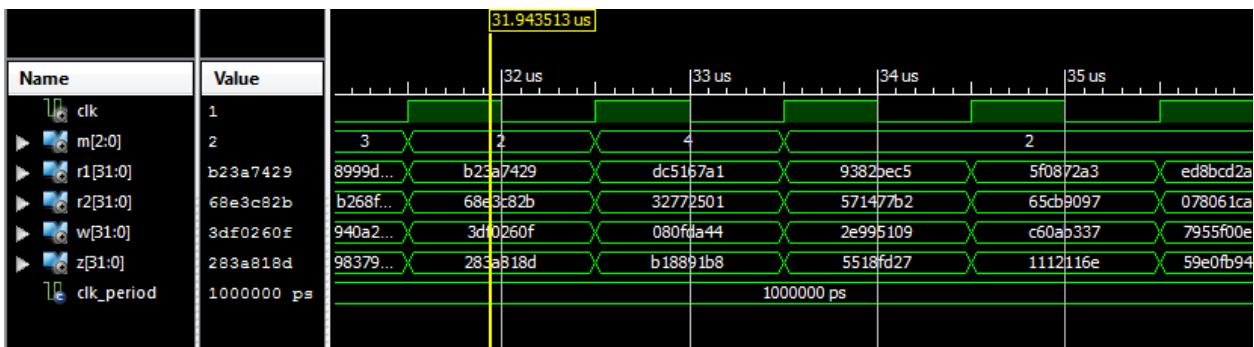 31.943513 us
Name Value 32 us 33 us 34 us 35 us
clk 1
m[2:0] 2 3 2 4 2
r1[31:0] b23a7429 8999d... b23a7429 dc5167a1 9382bec5 5f0872a3 ed8bcd2a
r2[31:0] 68e3c82b b268f... 68e3c82b 32772501 571477b2 65cb9097 078061ca
w[31:0] 3df0260f 940a2... 3df0260f 080fda44 2e995109 c60ab337 7955f00e
z[31:0] 283a818d 98379... 283a818d b18891b8 5518fd27 1112116e 59e0fb94
clk_period 1000000 ps 1000000 ps